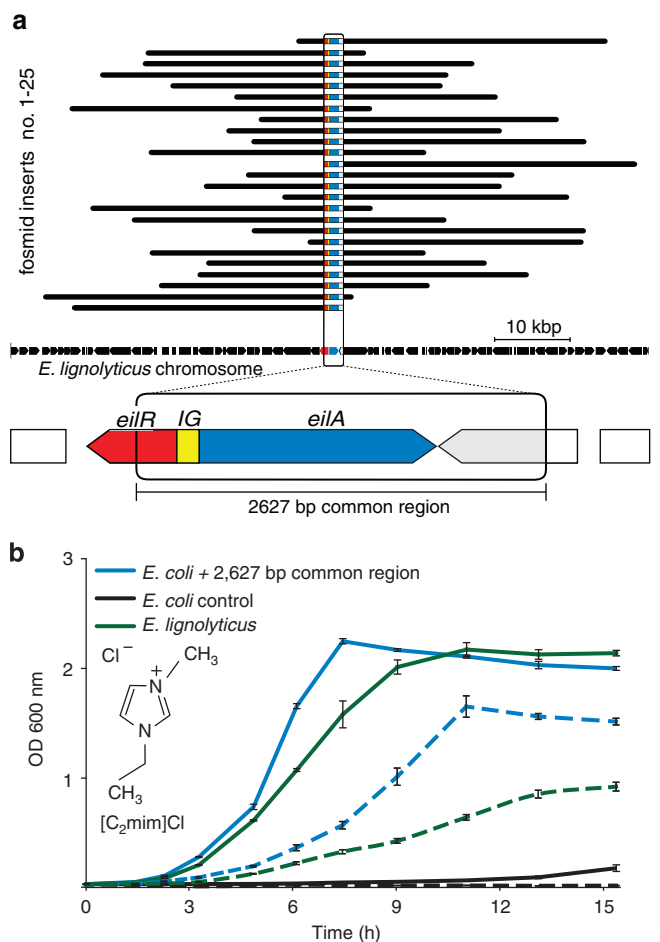 a
fosmid inserts no. 1-25
10 kbp
E. lignolyticus chromosome
eilR IG eilA
2627 bp common region
b
3
2
1
OD 600 nm
E. coli + 2,627 bp common region
E. coli control
E. lignolyticus
Cl⁻
CH₃
N
+
N
CH₃
[C₂mim]Cl
0 3 6 9 12 15
Time (h)